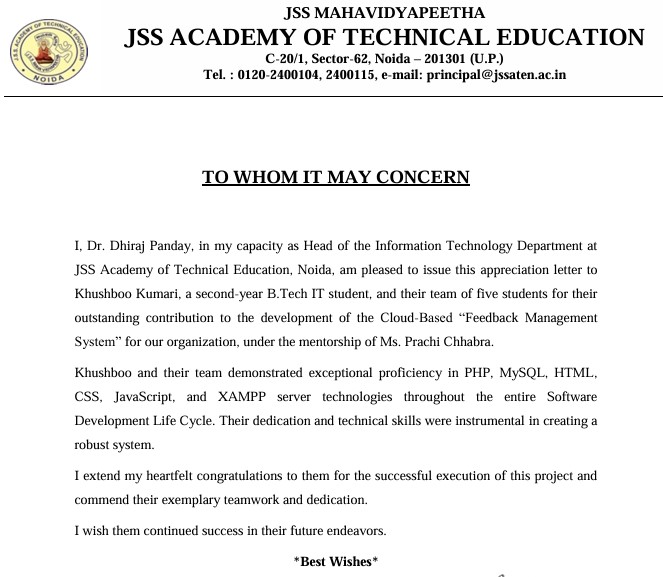 JSS MAHAVIDYAPEETHA
JSS ACADEMY OF TECHNICAL EDUCATION
C-20/1, Sector-62, Noida – 201301 (U.P.)
Tel. : 0120-2400104, 2400115, e-mail: principal@jssaten.ac.in
JSS ACADEMY OF TECHNICAL EDUCATION
NOIDA
TO WHOM IT MAY CONCERN
I, Dr. Dhiraj Panday, in my capacity as Head of the Information Technology Department at
JSS Academy of Technical Education, Noida, am pleased to issue this appreciation letter to
Khushboo Kumari, a second-year B.Tech IT student, and their team of five students for their
outstanding contribution to the development of the Cloud-Based “Feedback Management
System” for our organization, under the mentorship of Ms. Prachi Chhabra.
Khushboo and their team demonstrated exceptional proficiency in PHP, MySQL, HTML,
CSS, JavaScript, and XAMPP server technologies throughout the entire Software
Development Life Cycle. Their dedication and technical skills were instrumental in creating a
robust system.
I extend my heartfelt congratulations to them for the successful execution of this project and
commend their exemplary teamwork and dedication.
I wish them continued success in their future endeavors.
*Best Wishes*